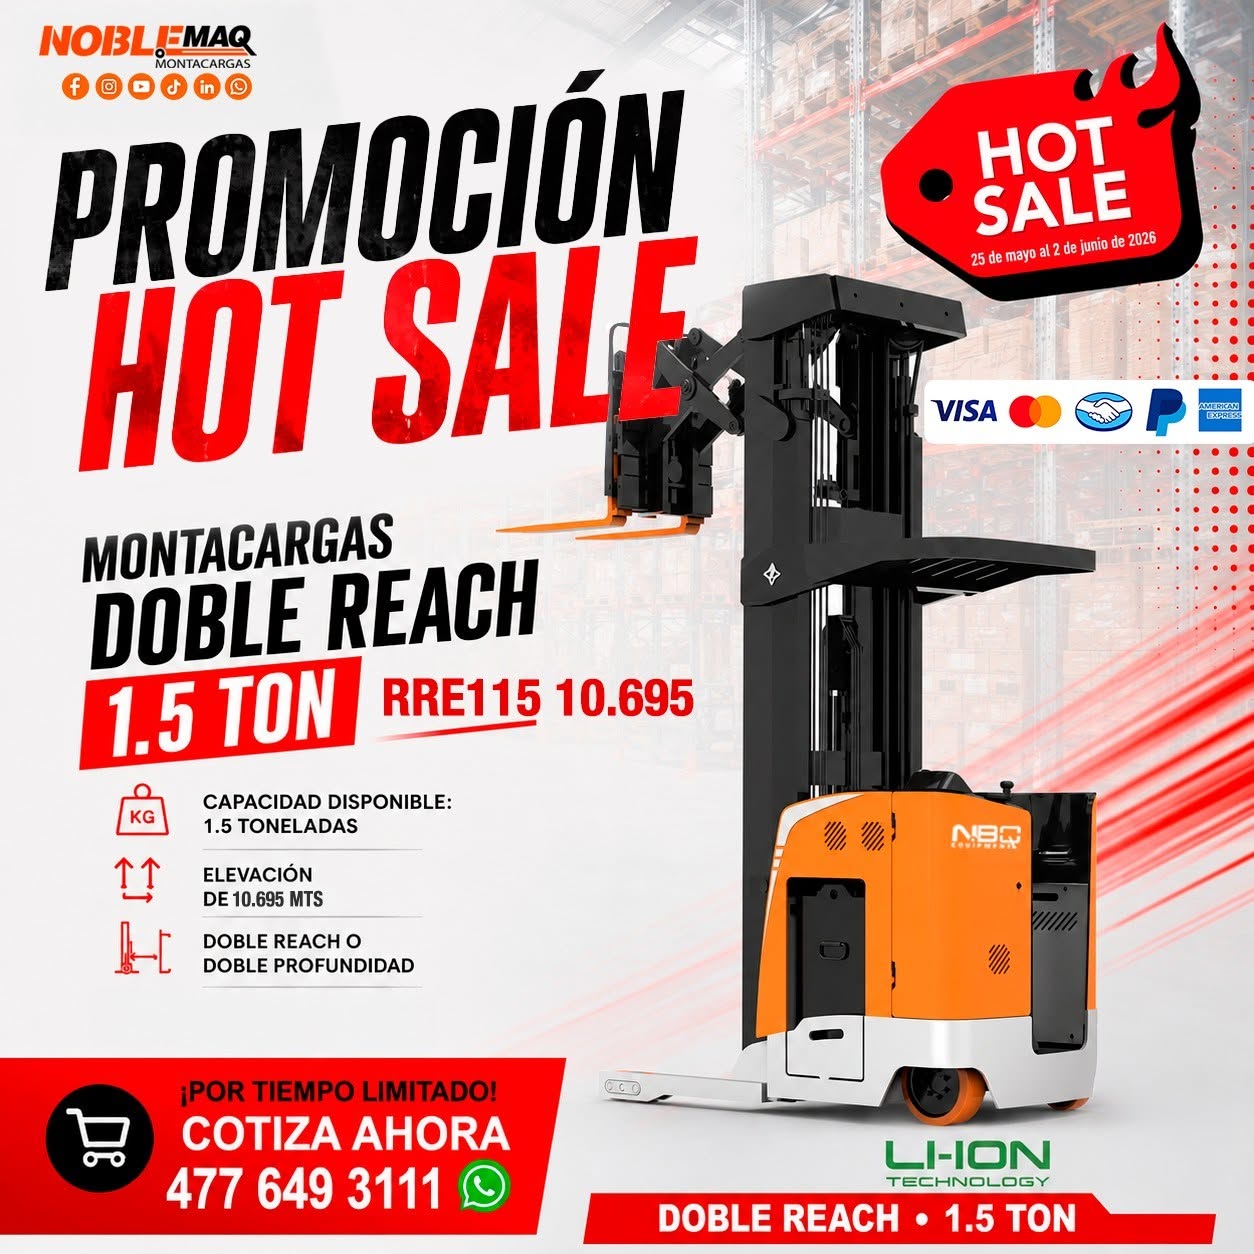 NOBLEMAQ
MONTACARGAS
PROMOCIÓN
HOT SALE
HOT
SALE
25 de mayo al 2 de junio de 2026
VISA
AMERICAN
EXPRESS
MONTACARGAS
DOBLE REACH
1.5 TON
RRE115 10.695
KG
CAPACIDAD DISPONIBLE:
1.5 TONELADAS
ELEVACIÓN
DE 10.695 MTS
DOBLE REACH O
DOBLE PROFUNDIDAD
NBQ
EQUIPMENT
¡POR TIEMPO LIMITADO!
COTIZA AHORA
477 649 3111
LI-ION
TECHNOLOGY
DOBLE REACH • 1.5 TON